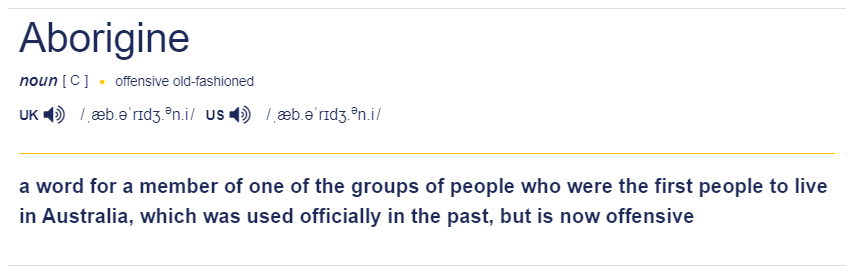 Aborigine
noun [ C ] • offensive old-fashioned
UK /ˌæb.əˈrɪdʒ.ᵊn.i/ US /ˌæb.əˈrɪdʒ.ᵊn.i/
a word for a member of one of the groups of people who were the first people to live
in Australia, which was used officially in the past, but is now offensive